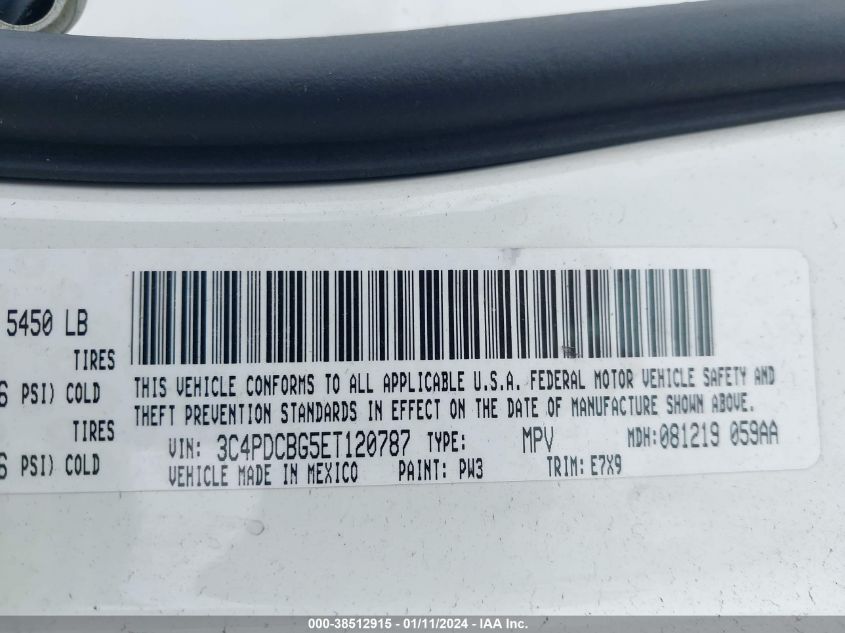 5450 LB
TIRES
6 PSI) COLD
TIRES
6 PSI) COLD
THIS VEHICLE CONFORMS TO ALL APPLICABLE U.S.A. FEDERAL MOTOR VEHICLE SAFETY AND
THEFT PREVENTION STANDARDS IN EFFECT ON THE DATE OF MANUFACTURE SHOWN ABOVE.
VIN: 3C4PDCBG5ET120787 TYPE: MPV MDH:081219 059AA
VEHICLE MADE IN MEXICO PAINT: PW3 TRIM: E7X9
000-38512915 - 01/11/2024 - IAA Inc.